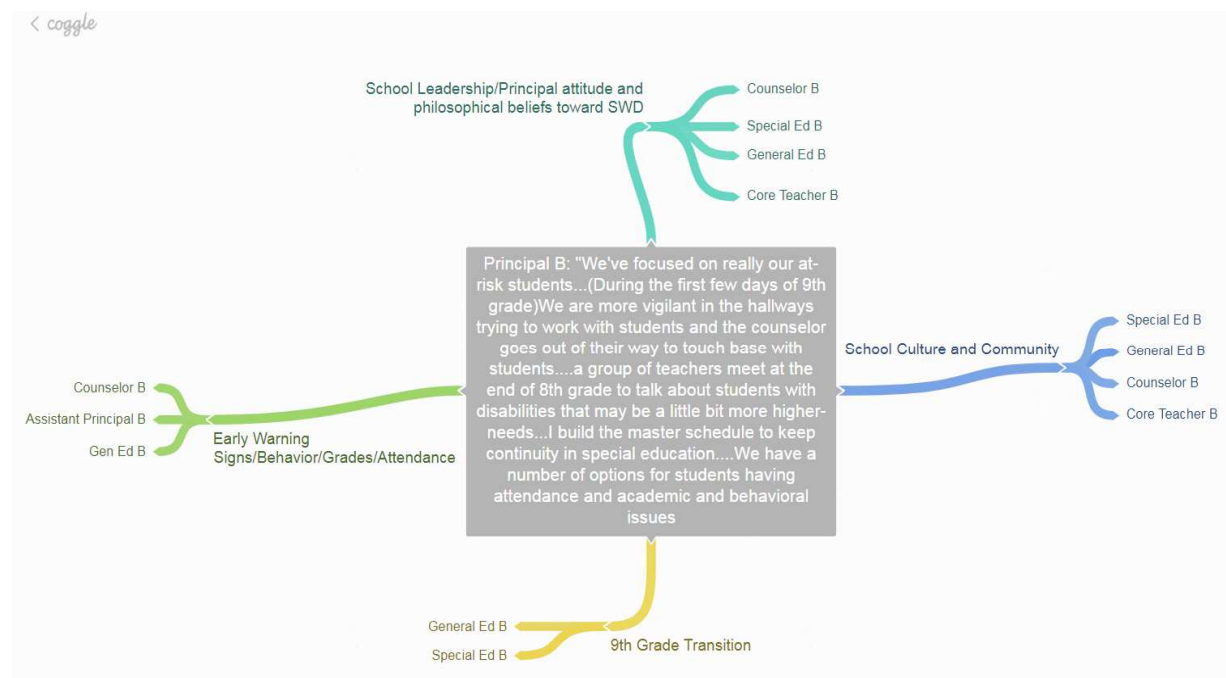 coggle
School Leadership/Principal attitude and
philosophical beliefs toward SWD
Counselor B
Special Ed B
General Ed B
Core Teacher B
Principal B: "We've focused on really our at-
risk students...(During the first few days of 9th
grade)We are more vigilant in the hallways
trying to work with students and the counselor
goes out of their way to touch base with
students....a group of teachers meet at the
end of 8th grade to talk about students with
disabilities that may be a little bit more higher-
needs...I build the master schedule to keep
continuity in special education....We have a
number of options for students having
attendance and academic and behavioral
issues
School Culture and Community
Special Ed B
General Ed B
Counselor B
Core Teacher B
Counselor B
Assistant Principal B
Gen Ed B
Early Warning
Signs/Behavior/Grades/Attendance
General Ed B
Special Ed B
9th Grade Transition